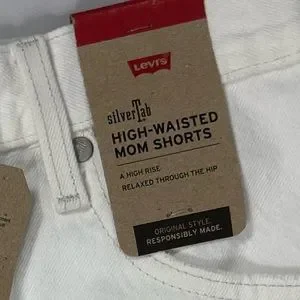 Levi's
silverTab
HIGH-WAISTED
MOM SHORTS
A HIGH RISE
RELAXED THROUGH THE HIP
ORIGINAL STYLE.
RESPONSIBLY MADE.